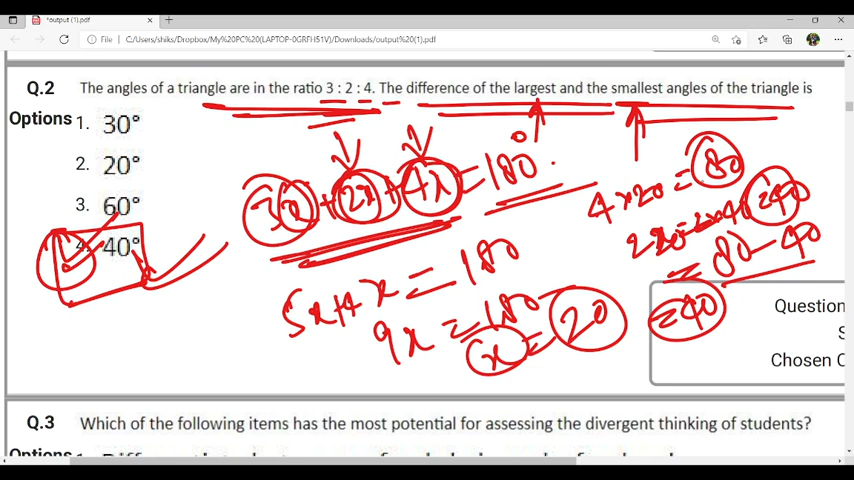 *output (1).pdf
File C:/Users/shiks/Dropbox/My%20PC%20(LAPTOP-0GRFH51V)/Downloads/output%20(1).pdf
Q.2 The angles of a triangle are in the ratio 3 : 2 : 4. The difference of the largest and the smallest angles of the triangle is
Options 1. 30°
2. 20°
3. 60°
4. 40°
3x+2x+4x=180°
5x+4x=180
9x=180
x=20
4×20=80
=80-40
=40
Question
S
Chosen O
Q.3 Which of the following items has the most potential for assessing the divergent thinking of students?
Options